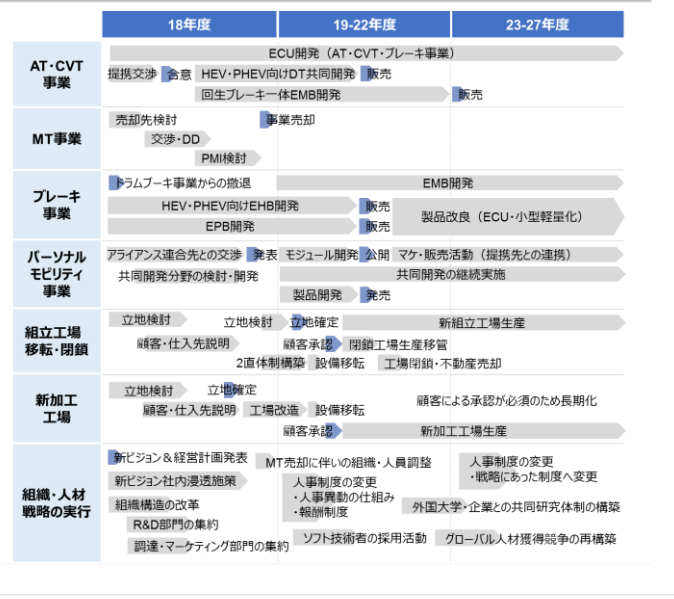 18年度
19-22年度
23-27年度
AT・CVT
事業
ECU開発（AT・CVT・ブレーキ事業）
提携交渉
合意
HEV・PHEV向けDT共同開発
販売
回生ブレーキ一体EMB開発
販売
MT事業
売却先検討
事業売却
交渉・DD
PMI検討
ブレーキ
事業
ドラムブーキ事業からの撤退
EMB開発
HEV・PHEV向けEHB開発
販売
製品改良（ECU・小型軽量化）
EPB開発
販売
パーソナル
モビリティ
事業
アライアンス連合先との交渉
発表
モジュール開発
公開
マケ・販売活動（提携先との連携）
共同開発分野の検討・開発
共同開発の継続実施
製品開発
発売
組立工場
移転・閉鎖
立地検討
立地検討
立地確定
新組立工場生産
顧客・仕入先説明
顧客承認
閉鎖工場生産移管
2直体制構築
設備移転
工場閉鎖・不動産売却
新加工
工場
立地検討
立地確定
顧客による承認が必須のため長期化
顧客・仕入先説明
工場改造
設備移転
顧客承認
新加工工場生産
組織・人材
戦略の実行
新ビジョン＆経営計画発表
MT売却に伴いの組織・人員調整
人事制度の変更
・戦略にあった制度へ変更
新ビジョン社内浸透施策
人事制度の変更
・人事異動の仕組み
・報酬制度
組織構造の改革
外国大学・企業との共同研究体制の構築
R&D部門の集約
ソフト技術者の採用活動
グローバル人材獲得競争の再構築
調達・マーケティング部門の集約